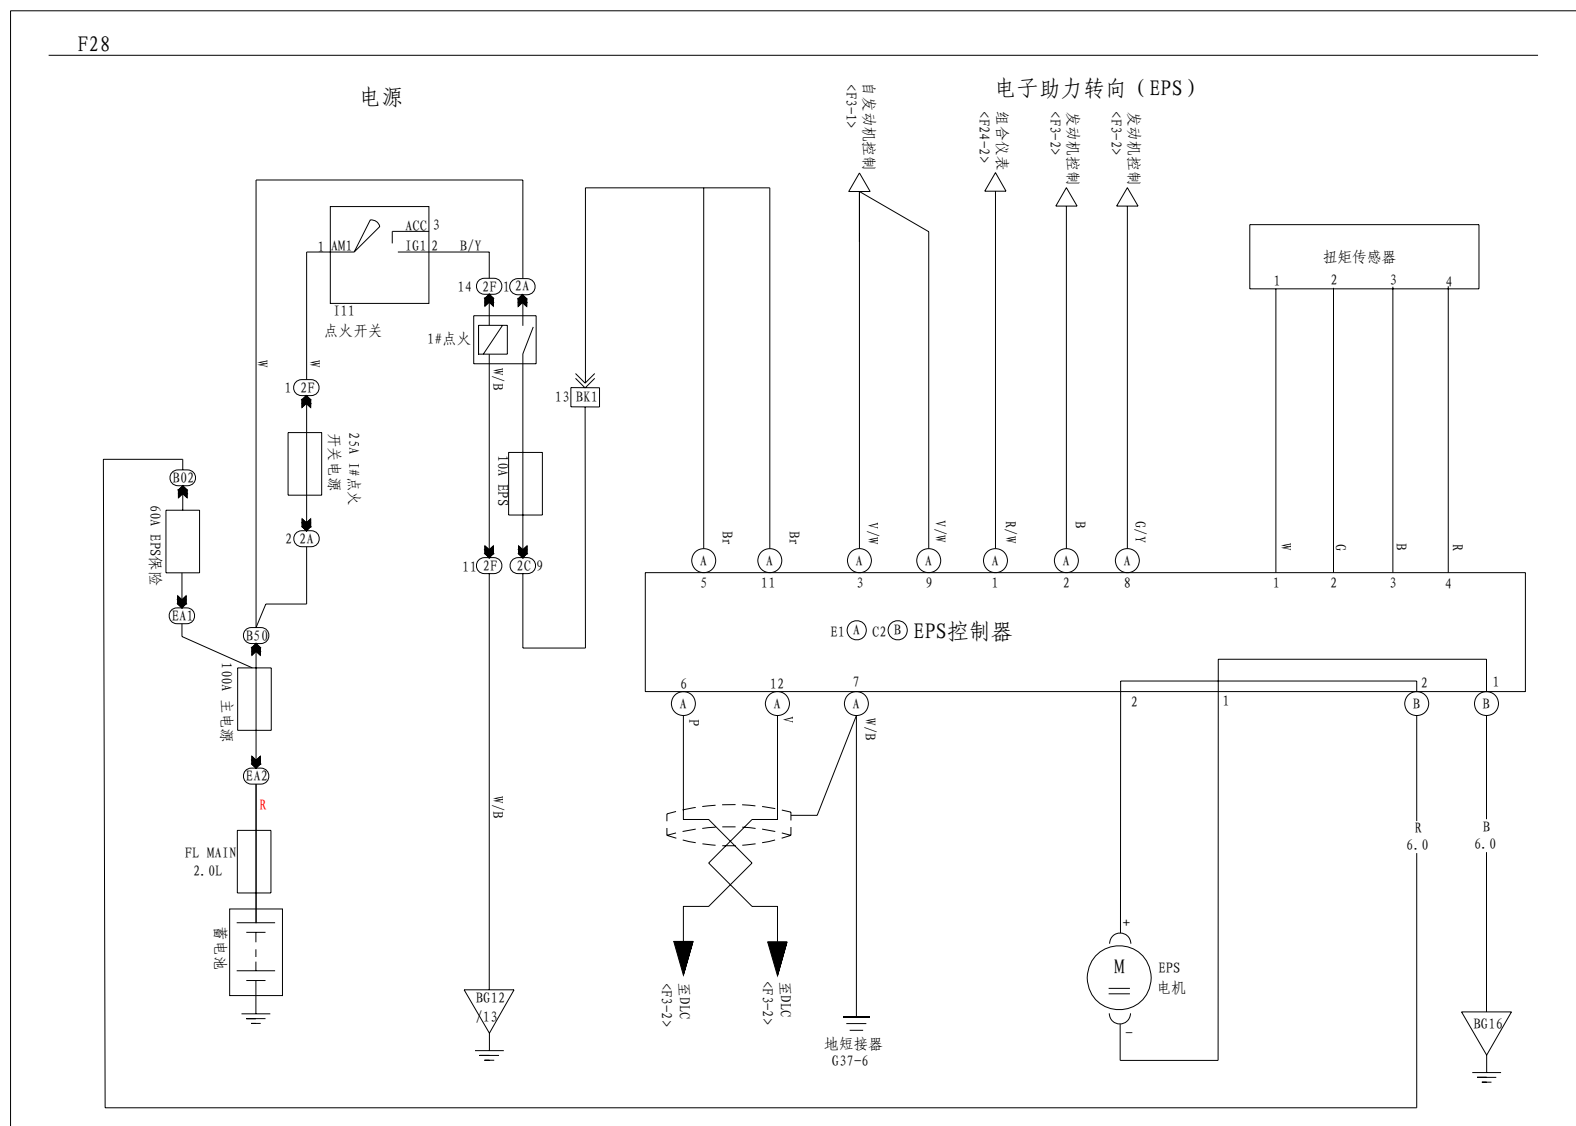 F28
电源
电子助力转向（EPS）
自发动机控制
<F3-1>
组合仪表
<F24-2>
发动机控制
<F3-2>
发动机控制
<F3-2>
ACC 3
1 AM1
IG1 2
B/Y
I11
点火开关
14 2F
1 2A
1#点火
扭矩传感器
1 2 3 4
W
W
W/B
1 2F
13 BK1
25A I#点火
开关电源
10A EPS
B02
60A EPS保险
2 2A
11 2F
2C 9
EA1
B50
100A 主电源
EA2
R
FL MAIN
2.0L
蓄电池
W/B
BG12
/13
Br Br V/W V/W R/W B G/Y W G B R
A A A A A A A
5 11 3 9 1 2 8 1 2 3 4
E1 A C2 B EPS控制器
6 12 7 2 1
A A A 2 1 B B
P V W/B
R
6.0
B
6.0
至DLC
<F3-2>
至DLC
<F3-2>
地短接器
G37-6
+
M
EPS
电机
-
BG16